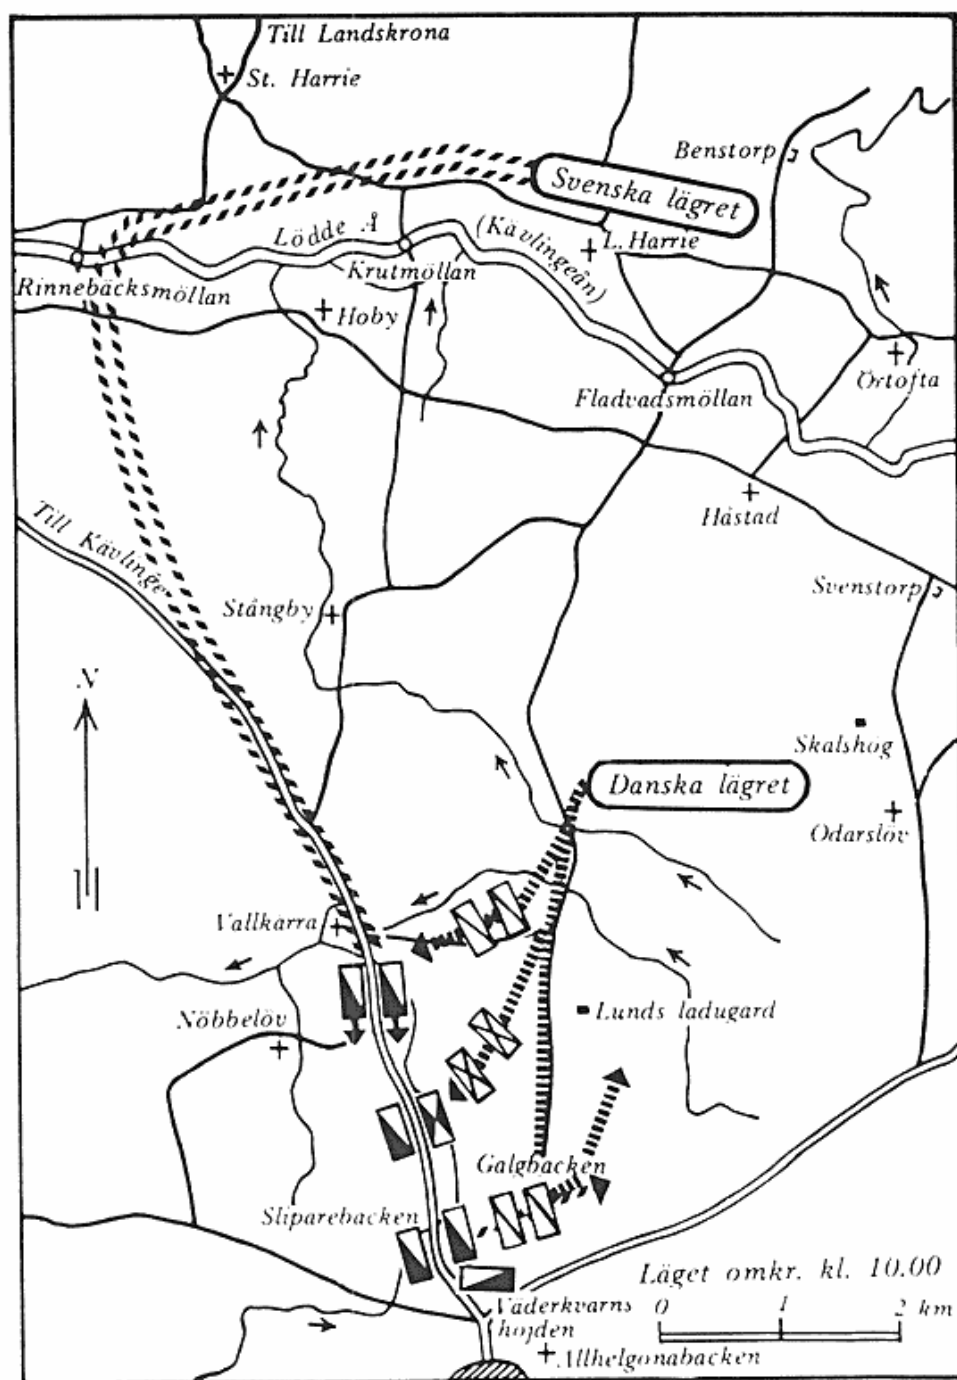 Till Landskrona
St. Harrie
Benstorp
Svenska lägret
Lödde Å
(Kävlingeån)
L. Harrie
Krutmöllan
Rinnebäcksmöllan
Hoby
Örtofta
Fladvadsmöllan
Håstad
Till Kävlinge
Svenstorp
Stångby
N
Skalshög
Danska lägret
Odarslöv
Vallkarra
Nöbbelöv
Lunds ladugard
Galgbacken
Sliparebacken
Läget omkr. kl. 10.00
Väderkvarns
höjden
0 1 2 km
Allhelgonabacken